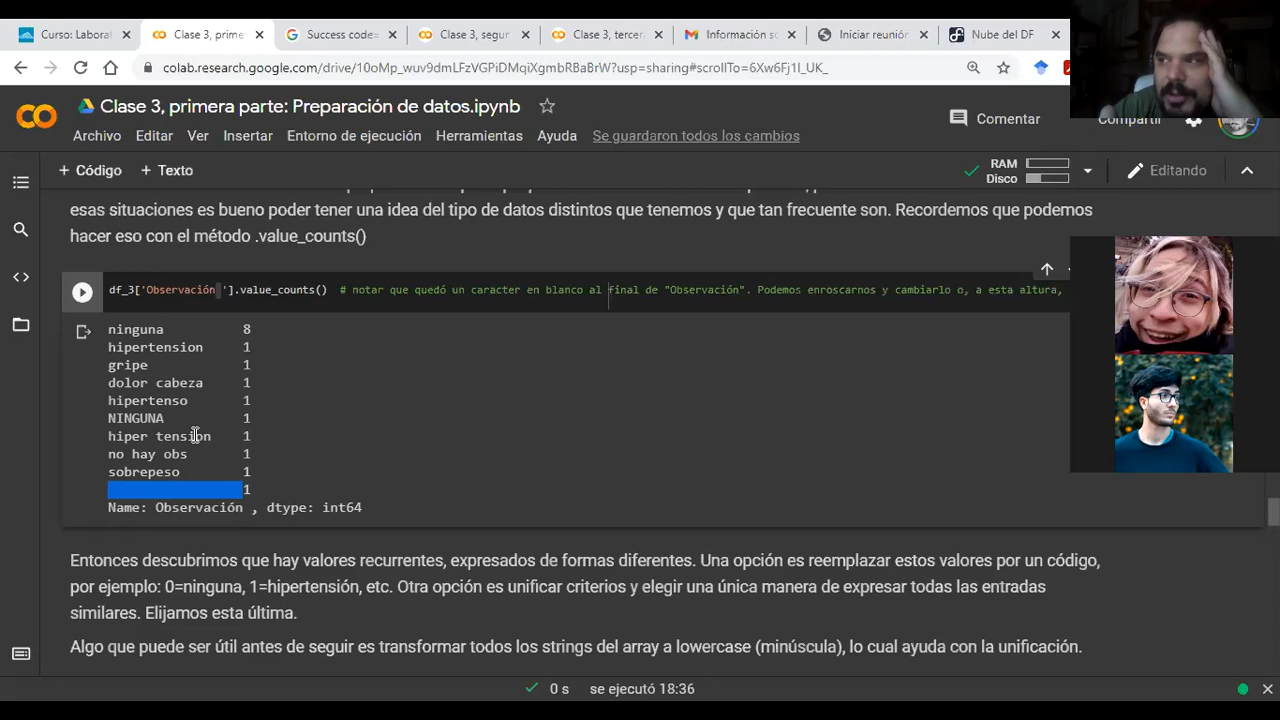 Curso: Laboral
Clase 3, prime
Success code=
Clase 3, segur
Clase 3, tercer
Información sc
Iniciar reunión
Nube del DF
colab.research.google.com/drive/10oMp_wuv9dmLFzVGPiDMqiXgmbRBaBrW?usp=sharing#scrollTo=6Xw6Fj1l_UK_
Clase 3, primera parte: Preparación de datos.ipynb
Archivo Editar Ver Insertar Entorno de ejecución Herramientas Ayuda Se guardaron todos los cambios
Comentar
Compartir
+ Código + Texto
RAM
Disco
Editando
esas situaciones es bueno poder tener una idea del tipo de datos distintos que tenemos y que tan frecuente son. Recordemos que podemos
hacer eso con el método .value_counts()
df_3['Observación '].value_counts() # notar que quedó un caracter en blanco al final de "Observación". Podemos enroscarnos y cambiarlo o, a esta altura,
ninguna 8
hipertension 1
gripe 1
dolor cabeza 1
hipertenso 1
NINGUNA 1
hiper tension 1
no hay obs 1
sobrepeso 1
1
Name: Observación , dtype: int64
Entonces descubrimos que hay valores recurrentes, expresados de formas diferentes. Una opción es reemplazar estos valores por un código,
por ejemplo: 0=ninguna, 1=hipertensión, etc. Otra opción es unificar criterios y elegir una única manera de expresar todas las entradas
similares. Elijamos esta última.
Algo que puede ser útil antes de seguir es transformar todos los strings del array a lowercase (minúscula), lo cual ayuda con la unificación.
0 s se ejecutó 18:36